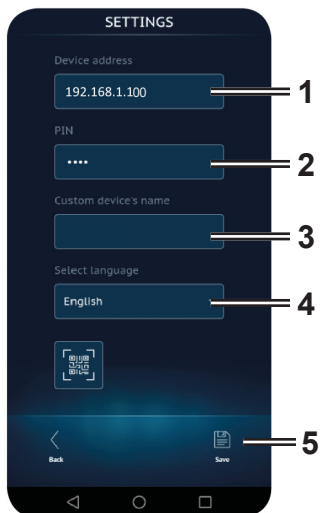 SETTINGS
Device address
192.168.1.100
1
PIN
••••
2
Custom device's name
3
Select language
English
4
Back
Save
5